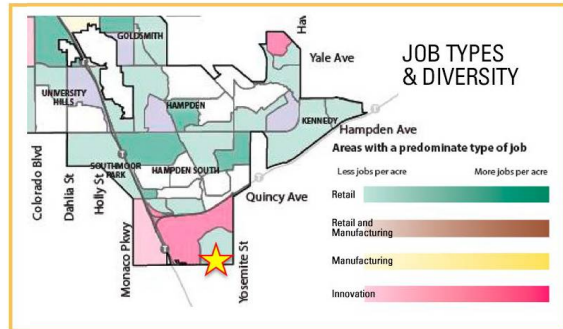 GOLDSMITH
Yale Ave
JOB TYPES
& DIVERSITY
UNIVERSITY
HILLS
HAMPDEN
KENNEDY
Hampden Ave
Areas with a predominate type of job
Less jobs per acre
More jobs per acre
Colorado Blvd
Dahlia St
Holly St
SOUTHMOOR
PARK
HAMPDEN SOUTH
Quincy Ave
Monaco Pkwy
Yosemite St
Retail
Retail and
Manufacturing
Manufacturing
Innovation